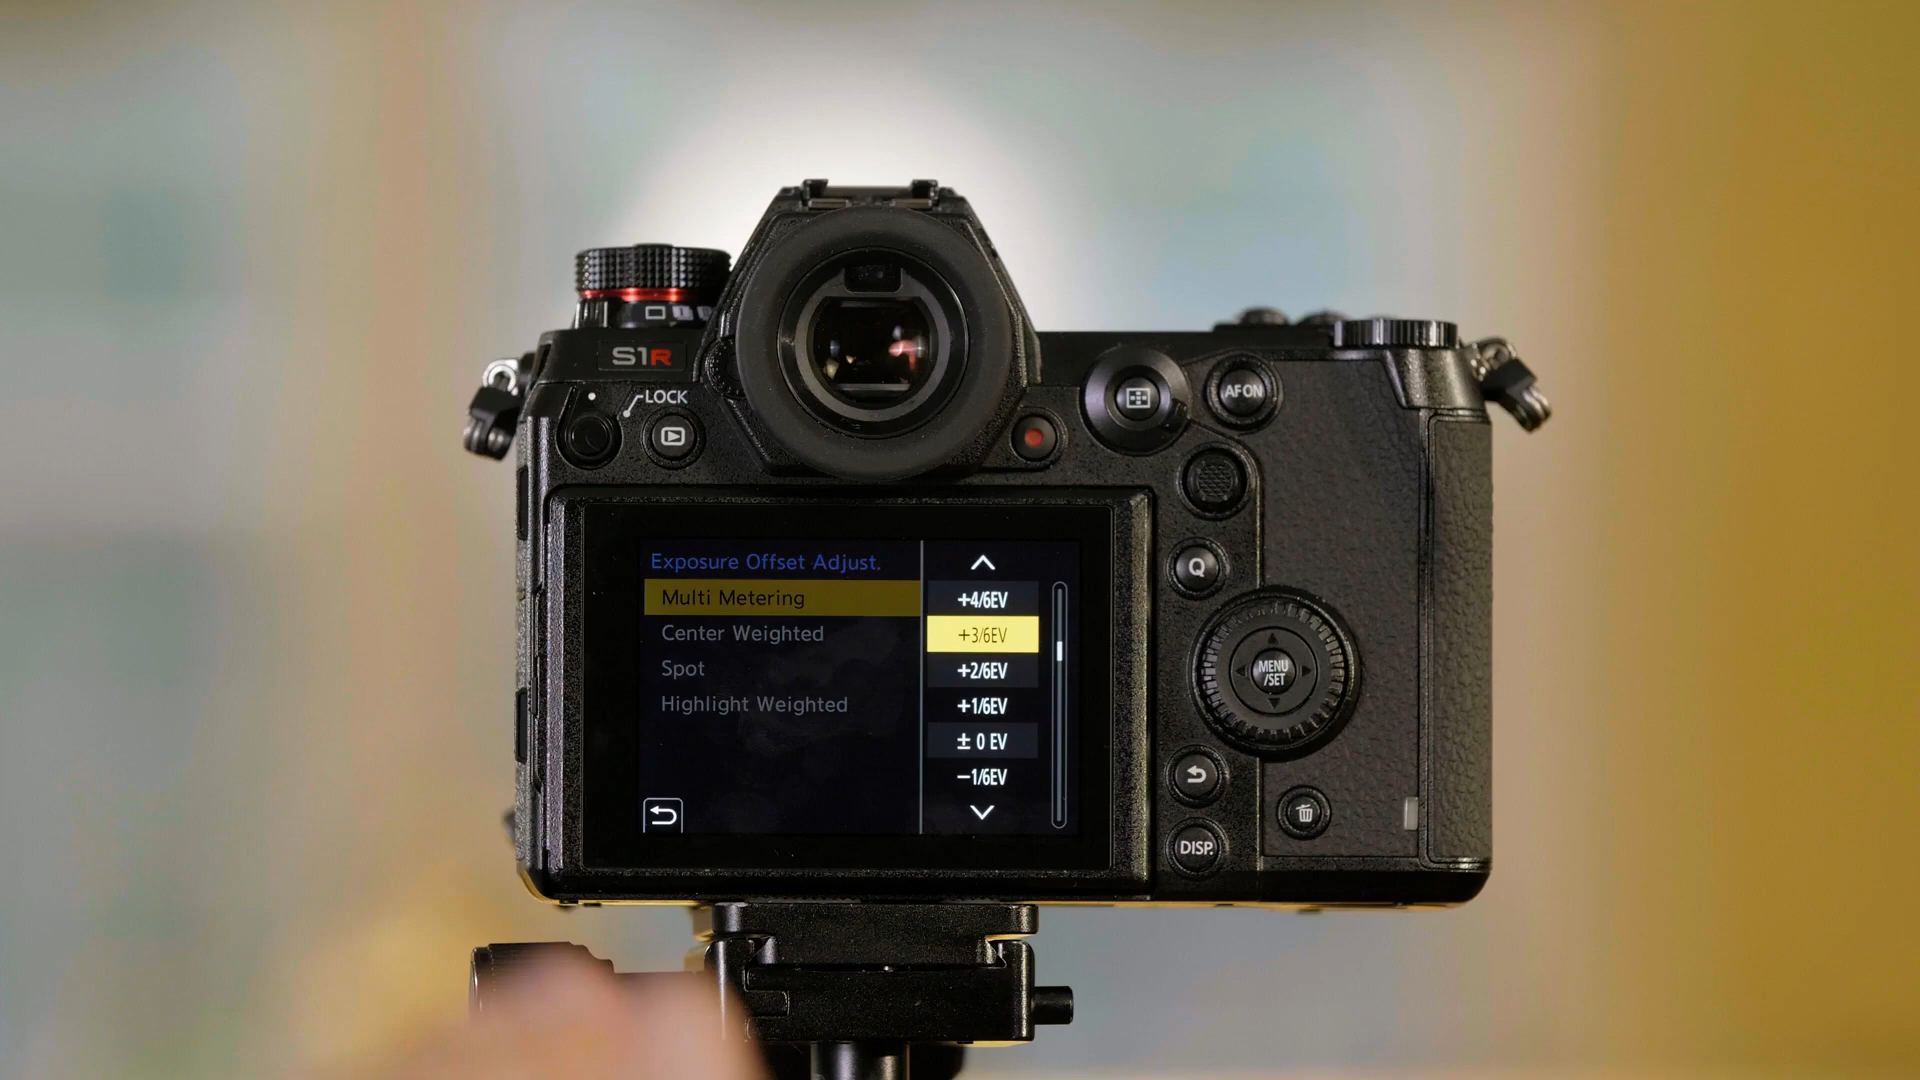 S1R
LOCK
AF ON
Q
MENU
/SET
DISP.
Exposure Offset Adjust.
Multi Metering
Center Weighted
Spot
Highlight Weighted
+4/6EV
+3/6EV
+2/6EV
+1/6EV
± 0 EV
−1/6EV